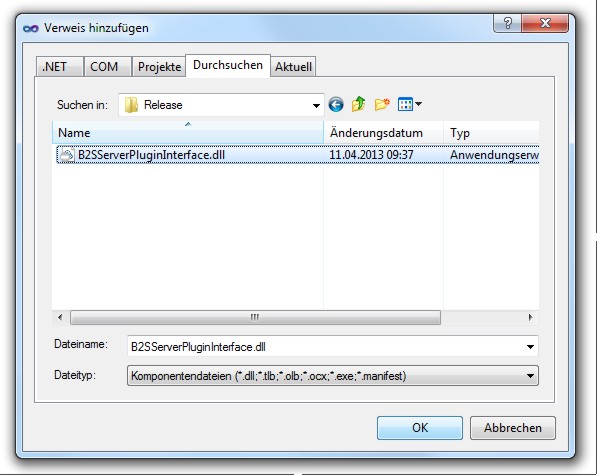 Verweis hinzufügen
.NET COM Projekte Durchsuchen Aktuell
Suchen in: Release
Name Änderungsdatum Typ
B2SServerPluginInterface.dll 11.04.2013 09:37 Anwendungserw
Dateiname: B2SServerPluginInterface.dll
Dateityp: Komponentendateien (*.dll;*.tlb;*.olb;*.ocx;*.exe;*.manifest)
OK Abbrechen